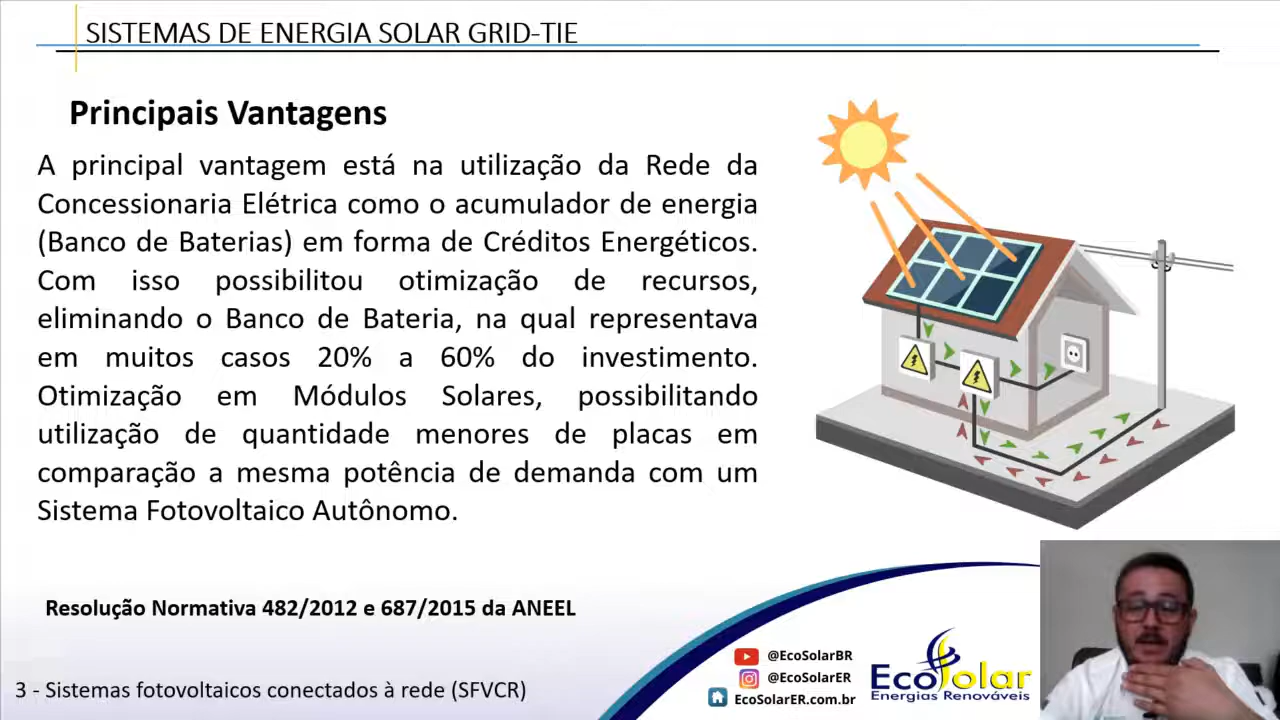 SISTEMAS DE ENERGIA SOLAR GRID-TIE
Principais Vantagens
A principal vantagem está na utilização da Rede da
Concessionaria Elétrica como o acumulador de energia
(Banco de Baterias) em forma de Créditos Energéticos.
Com isso possibilitou otimização de recursos,
eliminando o Banco de Bateria, na qual representava
em muitos casos 20% a 60% do investimento.
Otimização em Módulos Solares, possibilitando
utilização de quantidade menores de placas em
comparação a mesma potência de demanda com um
Sistema Fotovoltaico Autônomo.
Resolução Normativa 482/2012 e 687/2015 da ANEEL
@EcoSolarBR
@EcoSolarER
EcoSolarER.com.br
EcoSolar
Energias Renováveis
3 - Sistemas fotovoltaicos conectados à rede (SFVCR)